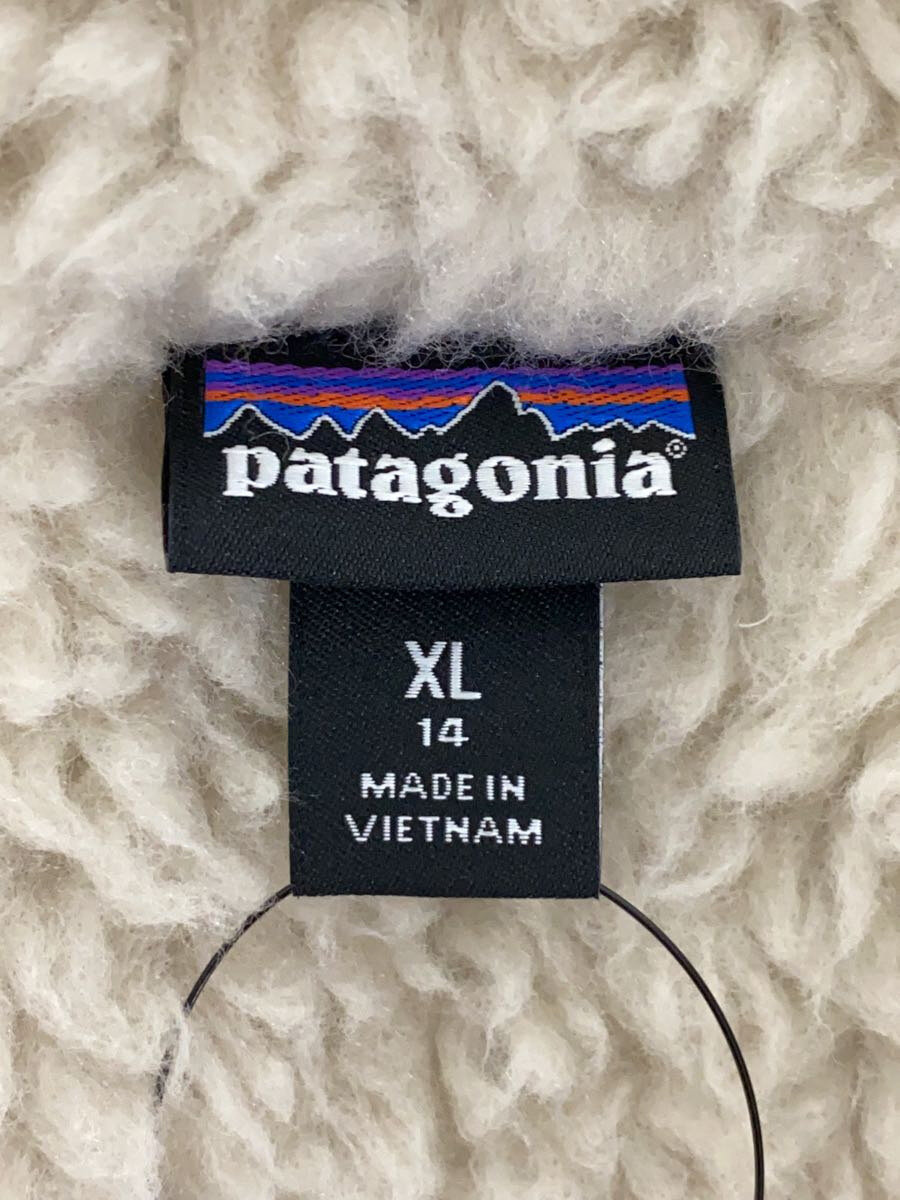 patagonia®
XL
14
MADE IN
VIETNAM